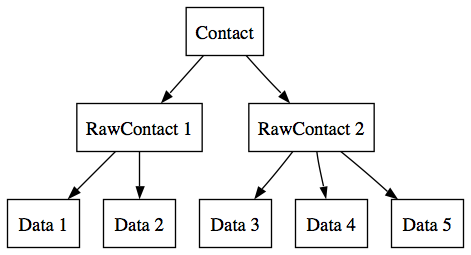 Contact
RawContact 1
RawContact 2
Data 1
Data 2
Data 3
Data 4
Data 5